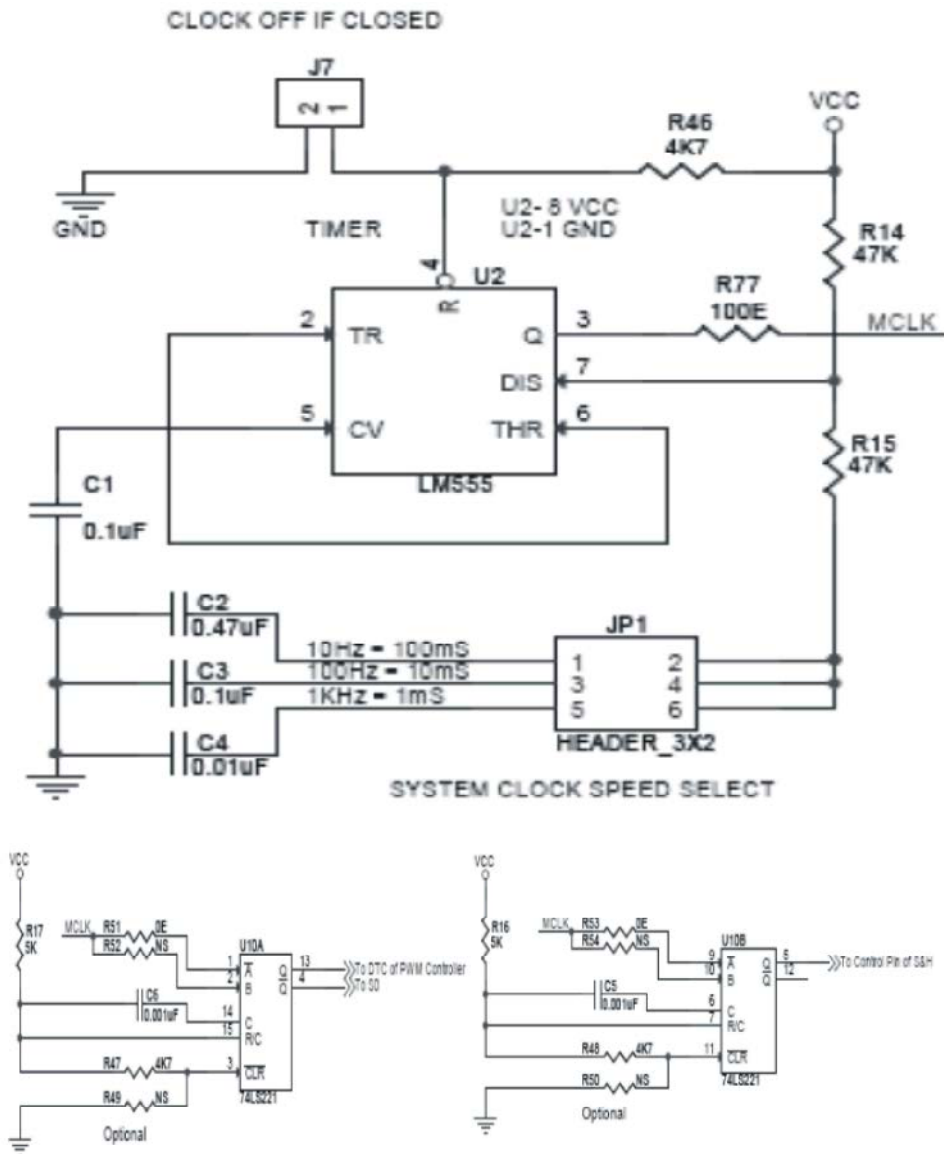 CLOCK OFF IF CLOSED
J7
2 1
VCC
R46
4K7
GND
TIMER
U2- 8 VCC
U2-1 GND
R14
47K
4
U2
R
R77
100E
2
TR
Q
3
MCLK
DIS
7
5
CV
THR
6
R15
47K
LM555
C1
0.1uF
C2
0.47uF
JP1
10Hz = 100mS
1 2
C3
0.1uF
100Hz = 10mS
3 4
1KHz = 1mS
5 6
C4
0.01uF
HEADER_3X2
SYSTEM CLOCK SPEED SELECT
VCC
R17
5K
MCLK
R51 0E
R52 NS
U10A
1 A
2 B
Q 13
Q 4
To DTC of PWM Controller
To SD
C6
0.001uF
14 C
15 R/C
R47 4K7
3 CLR
R49 NS
74LS221
Optional
VCC
R16
5K
MCLK
R53 0E
R54 NS
U10B
9 A
10 B
Q
Q 12
To Control Pin of S&H
C5
0.001uF
6 C
7 R/C
R48 4K7
11 CLR
R50 NS
74LS221
Optional